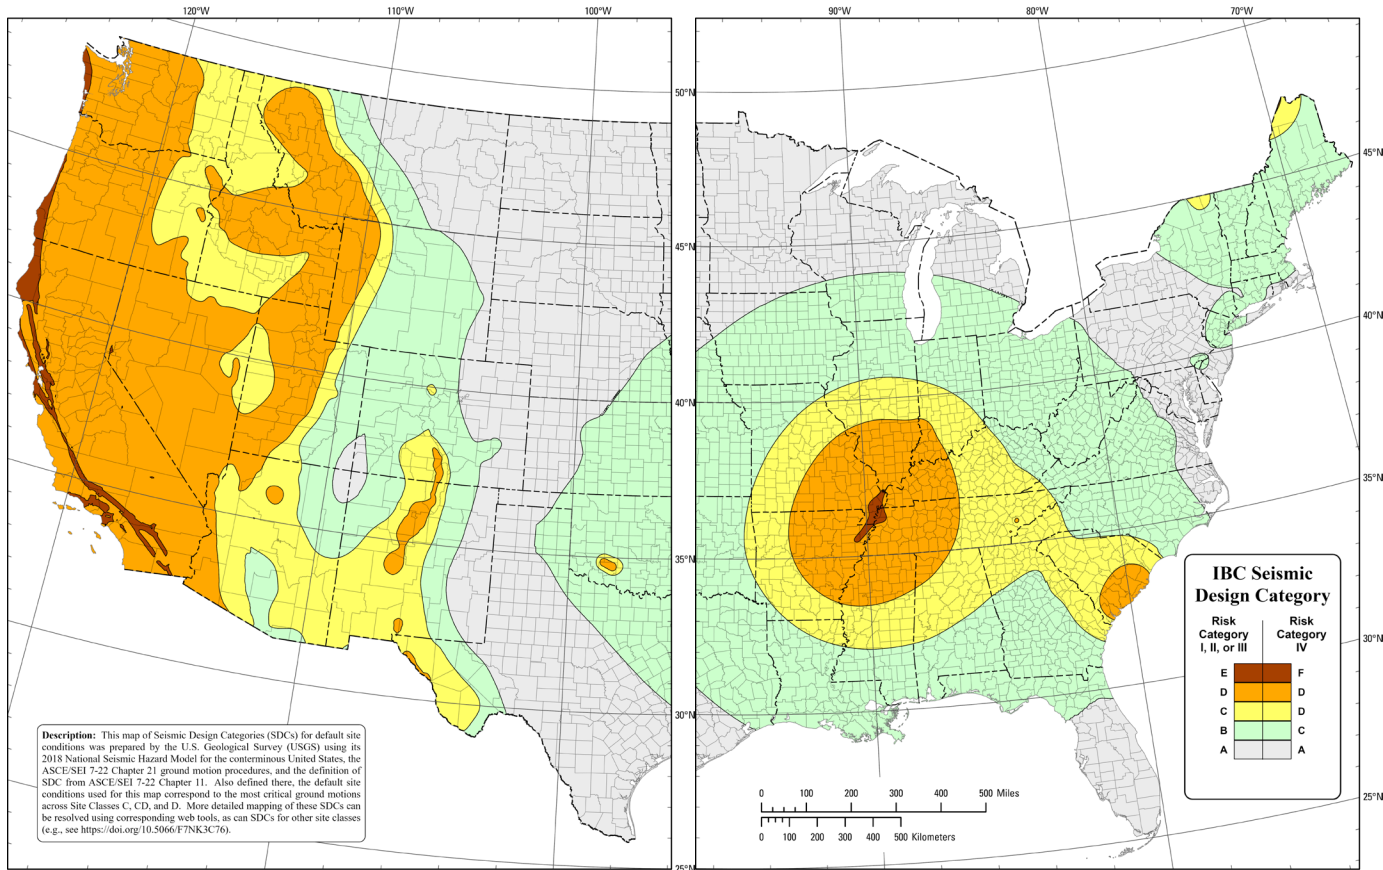 120°W 110°W 100°W 90°W 80°W 70°W
50°N
45°N
45°N
40°N
40°N
35°N
35°N
30°N
30°N
25°N
25°N
IBC Seismic
Design Category
Risk
Category
I, II, or III
Risk
Category
IV
E F
D D
C D
B C
A A
Description: This map of Seismic Design Categories (SDCs) for default site
conditions was prepared by the U.S. Geological Survey (USGS) using its
2018 National Seismic Hazard Model for the conterminous United States, the
ASCE/SEI 7-22 Chapter 21 ground motion procedures, and the definition of
SDC from ASCE/SEI 7-22 Chapter 11. Also defined there, the default site
conditions used for this map correspond to the most critical ground motions
across Site Classes C, CD, and D. More detailed mapping of these SDCs can
be resolved using corresponding web tools, as can SDCs for other site classes
(e.g., see https://doi.org/10.5066/F7NK3C76).
0 100 200 300 400 500 Miles
0 100 200 300 400 500 Kilometers